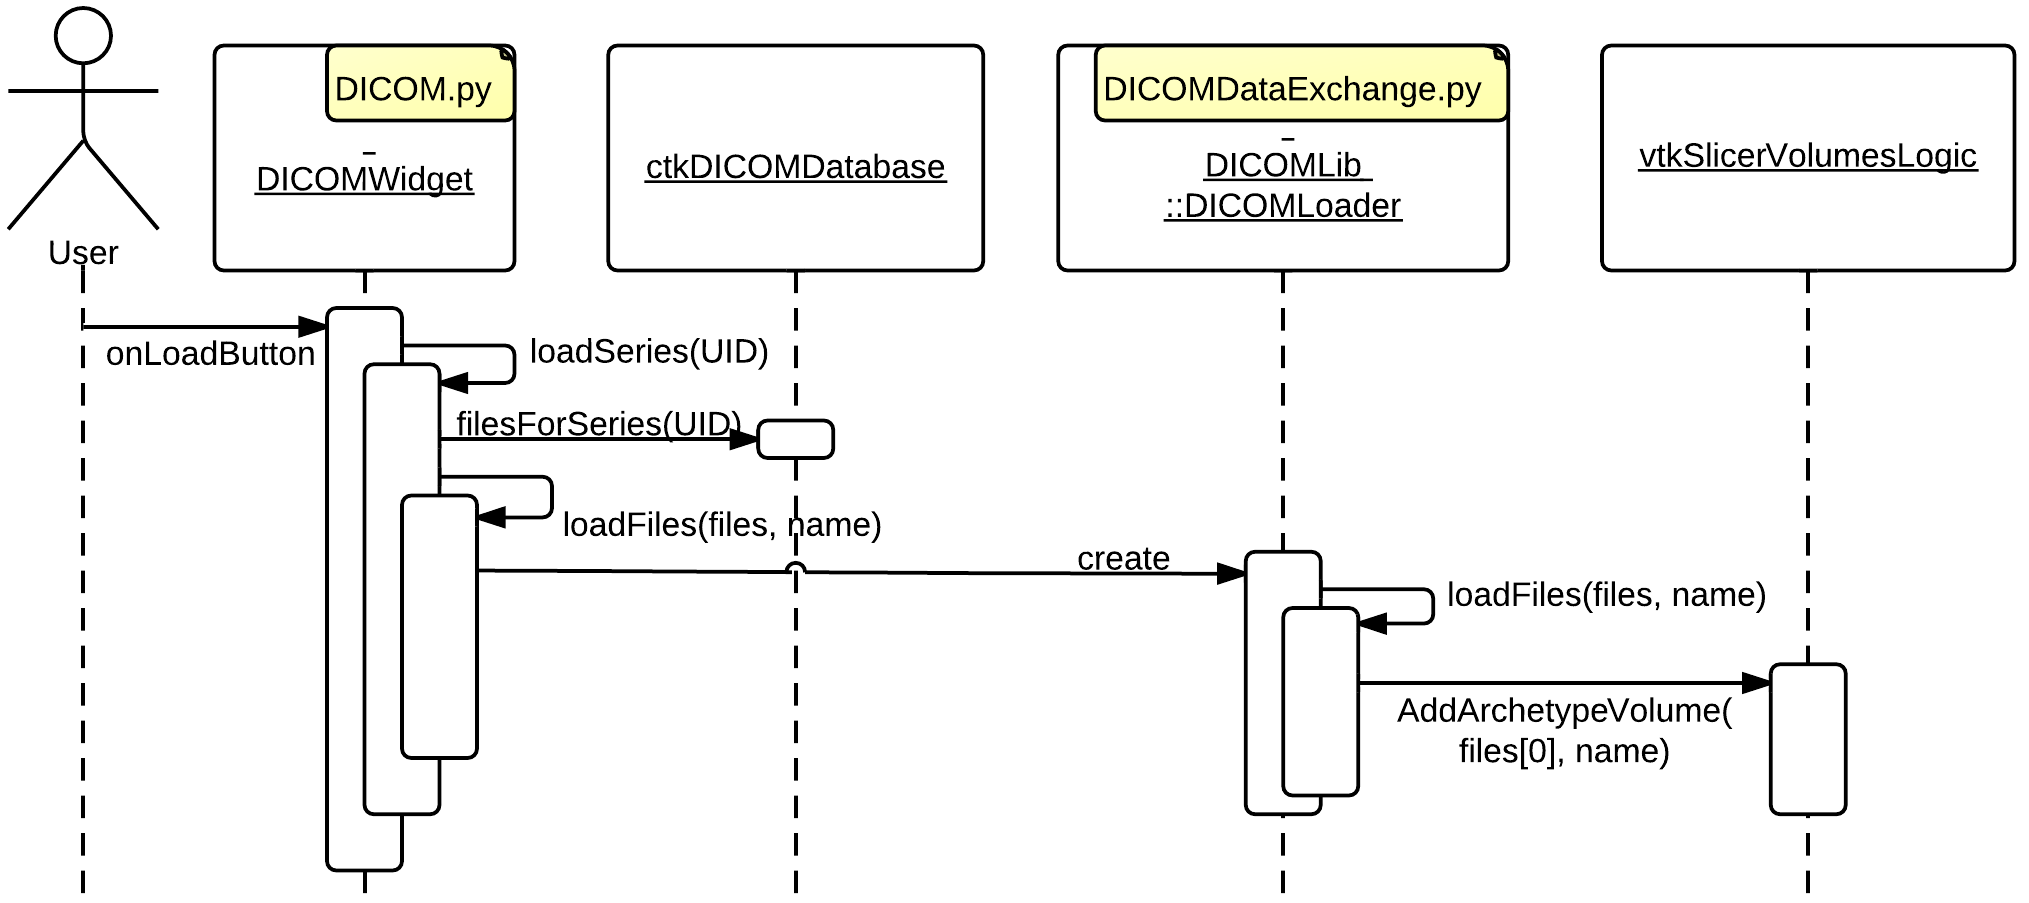 User
DICOM.py
DICOMWidget
ctkDICOMDatabase
DICOMDataExchange.py
DICOMLib
::DICOMLoader
vtkSlicerVolumesLogic
onLoadButton
loadSeries(UID)
filesForSeries(UID)
loadFiles(files, name)
create
loadFiles(files, name)
AddArchetypeVolume(
files[0], name)